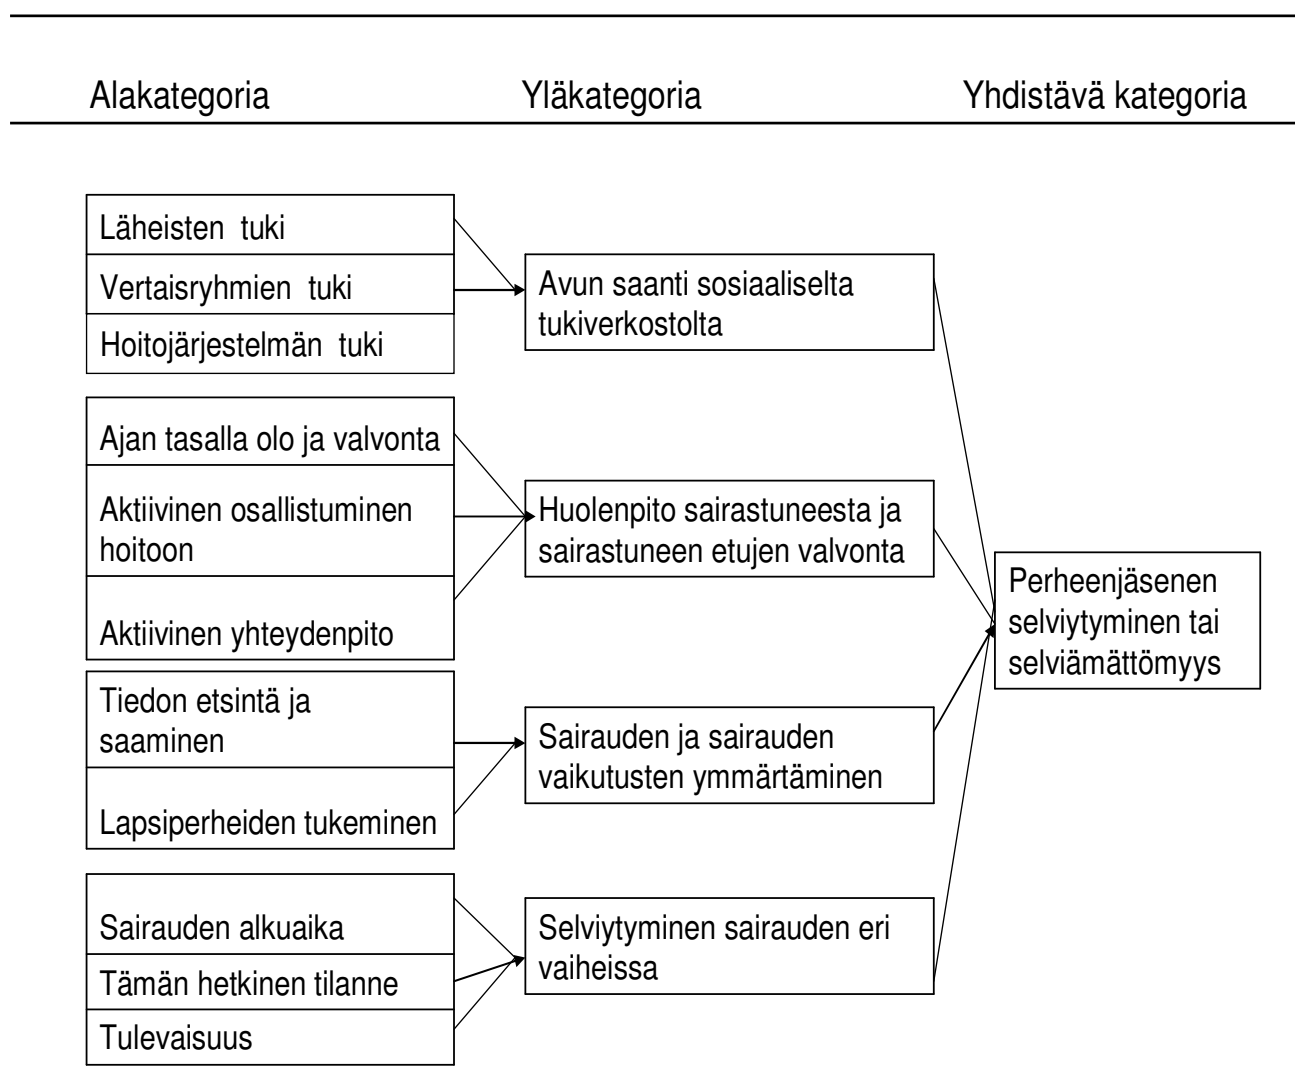 Alakategoria Yläkategoria Yhdistävä kategoria
Läheisten tuki
Vertaisryhmien tuki
Hoitojärjestelmän tuki
Avun saanti sosiaaliselta
tukiverkostolta
Ajan tasalla olo ja valvonta
Aktiivinen osallistuminen
hoitoon
Aktiivinen yhteydenpito
Huolenpito sairastuneesta ja
sairastuneen etujen valvonta
Tiedon etsintä ja
saaminen
Lapsiperheiden tukeminen
Sairauden ja sairauden
vaikutusten ymmärtäminen
Sairauden alkuaika
Tämän hetkinen tilanne
Tulevaisuus
Selviytyminen sairauden eri
vaiheissa
Perheenjäsenen
selviytyminen tai
selviämättömyys